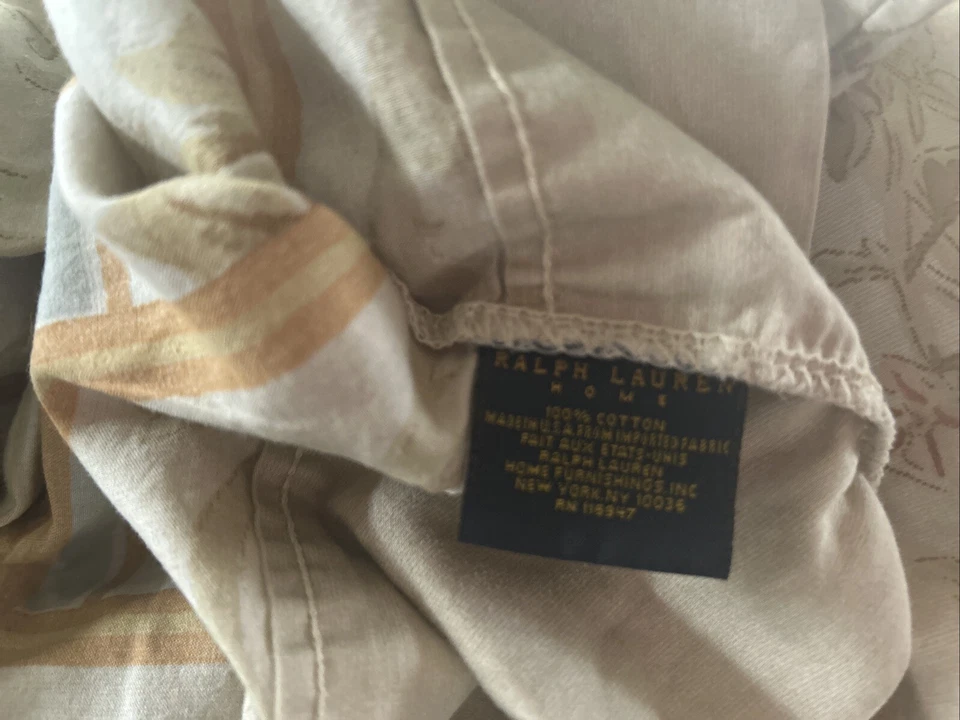 RALPH LAUREN
HOME
100% COTTON
MADE IN U.S.A. FROM IMPORTED FABRIC
FAIT AUX ETATS-UNIS
RALPH LAUREN
HOME FURNISHINGS, INC
NEW YORK, NY 10036
RN 118947